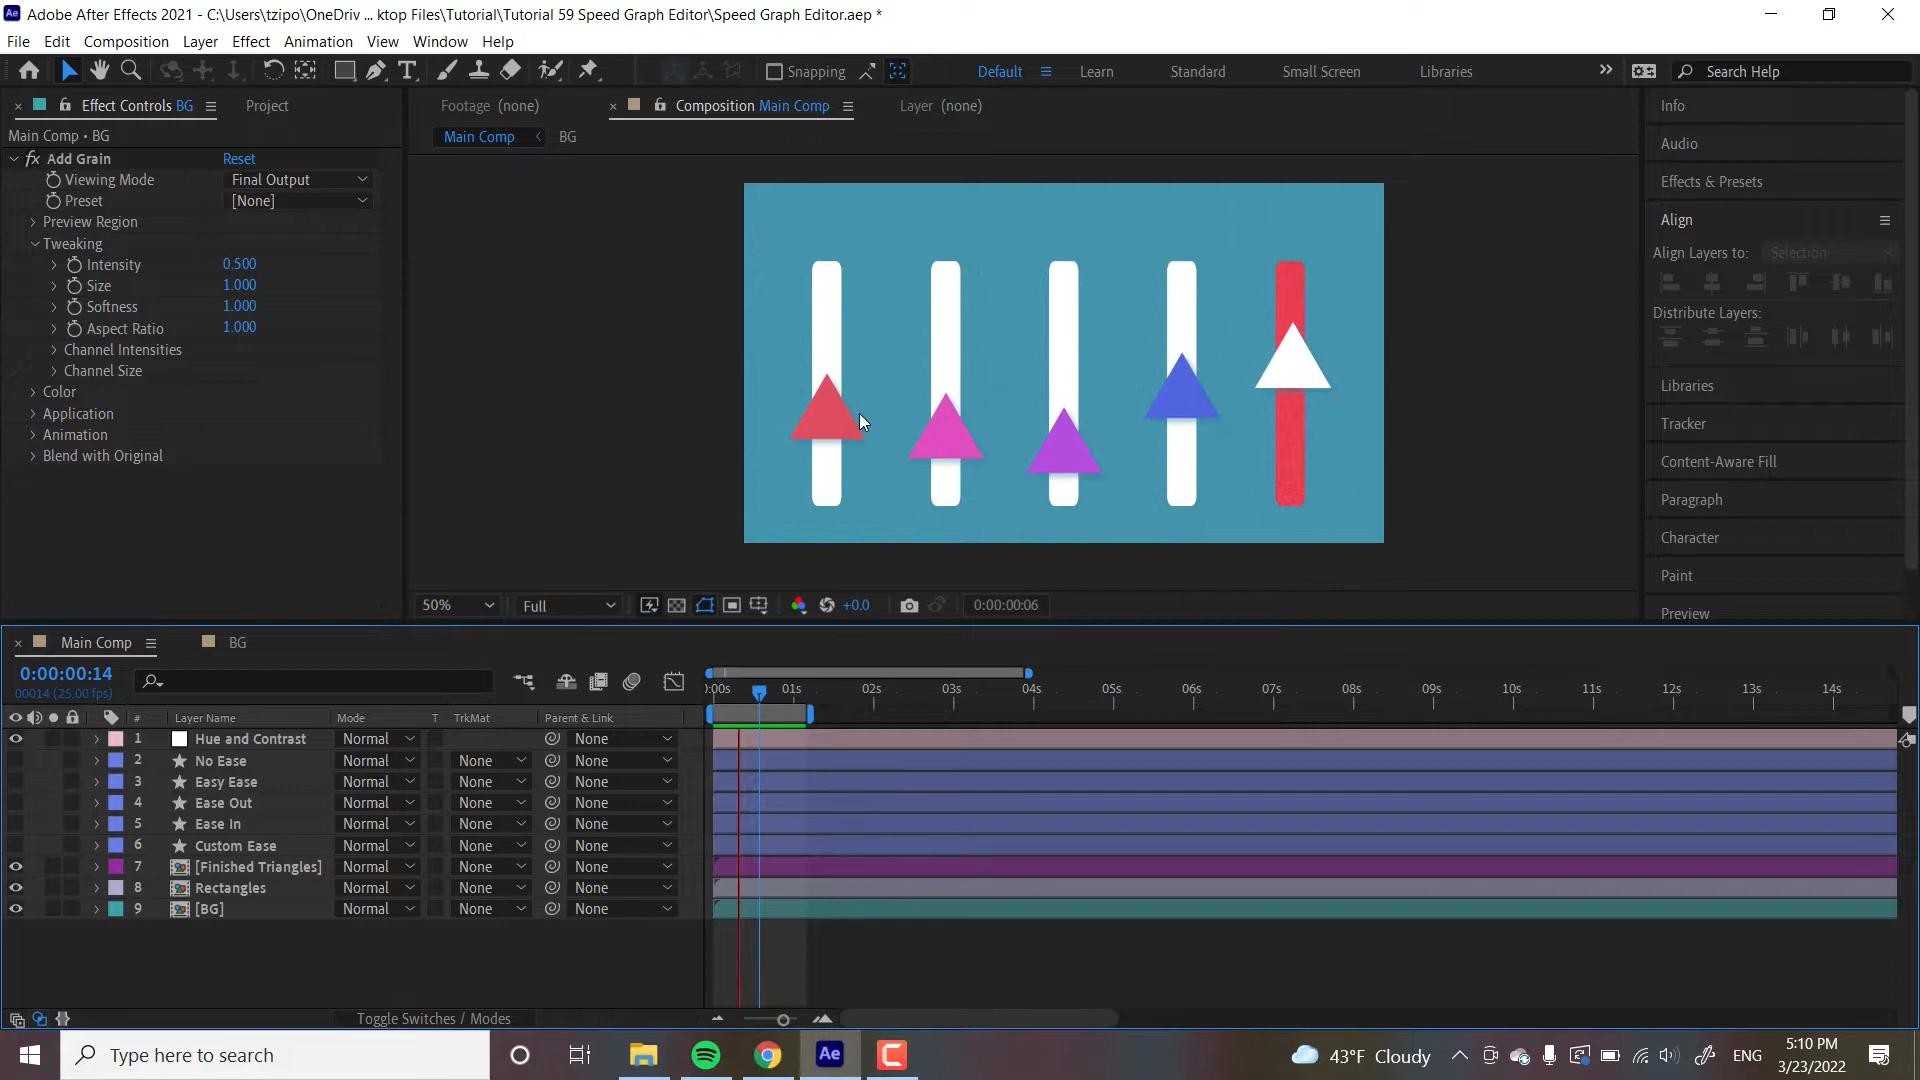 Ae Adobe After Effects 2021 - C:\Users\tzipo\OneDriv ... ktop Files\Tutorial\Tutorial 59 Speed Graph Editor\Speed Graph Editor.aep *
File Edit Composition Layer Effect Animation View Window Help
Snapping Default Learn Standard Small Screen Libraries Search Help
Effect Controls BG Project
Footage (none) Composition Main Comp Layer (none)
Main Comp • BG
Main Comp BG
fx Add Grain Reset
Viewing Mode Final Output
Preset [None]
Preview Region
Tweaking
Intensity 0.500
Size 1.000
Softness 1.000
Aspect Ratio 1.000
Channel Intensities
Channel Size
Color
Application
Animation
Blend with Original
50% Full +0.0 0:00:00:06
Info
Audio
Effects & Presets
Align
Align Layers to: Selection
Distribute Layers:
Libraries
Tracker
Content-Aware Fill
Paragraph
Character
Paint
Preview
Main Comp BG
0:00:00:14
00014 (25.00 fps)
):00s 01s 02s 03s 04s 05s 06s 07s 08s 09s 10s 11s 12s 13s 14s
# Layer Name Mode T TrkMat Parent & Link
1 Hue and Contrast Normal None
2 No Ease Normal None None
3 Easy Ease Normal None None
4 Ease Out Normal None None
5 Ease In Normal None None
6 Custom Ease Normal None None
7 [Finished Triangles] Normal None None
8 Rectangles Normal None None
9 [BG] Normal None None
Toggle Switches / Modes
Type here to search
Ae
43°F Cloudy
ENG
5:10 PM
3/23/2022